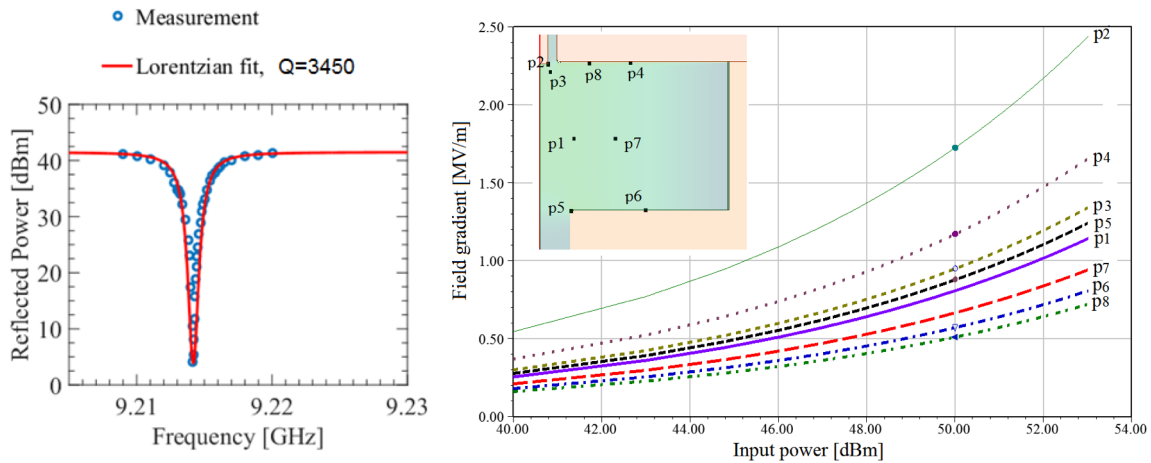 Measurement
Lorentzian fit, Q=3450
Reflected Power [dBm]
50
40
30
20
10
0
9.21
9.22
9.23
Frequency [GHz]
Field gradient [MV/m]
2.50
2.00
1.50
1.00
0.50
0.00
p2
p3
p8
p4
p1
p7
p5
p6
p2
p4
p3
p5
p1
p7
p6
p8
40.00
42.00
44.00
46.00
48.00
50.00
52.00
54.00
Input power [dBm]